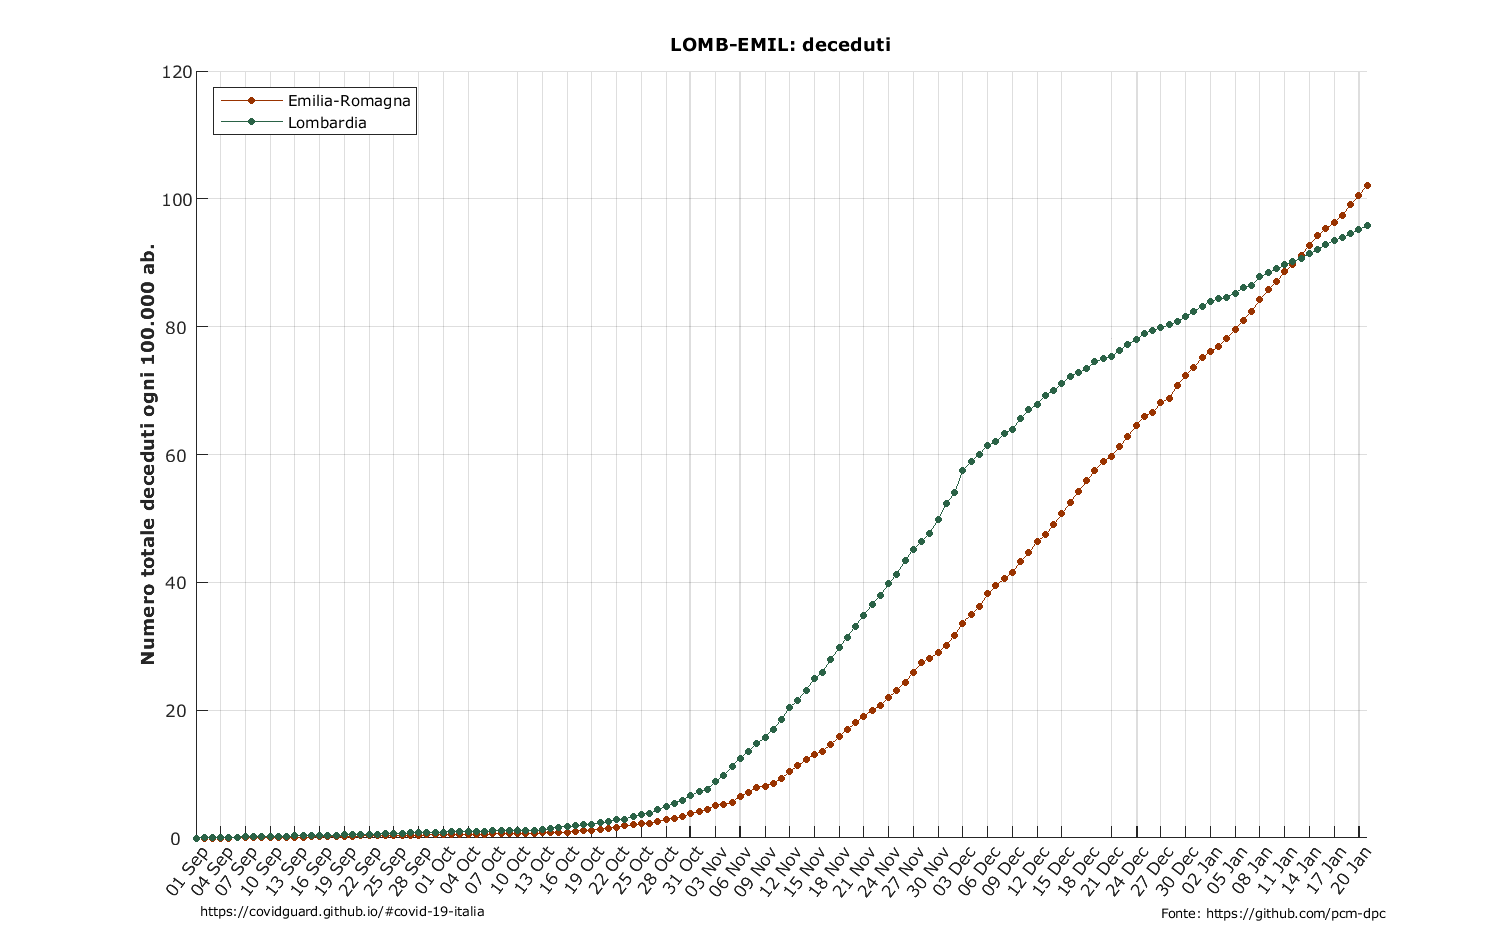 LOMB-EMIL: deceduti
Emilia-Romagna
Lombardia
Numero totale deceduti ogni 100.000 ab.
120
100
80
60
40
20
0
01 Sep
04 Sep
07 Sep
10 Sep
13 Sep
16 Sep
19 Sep
22 Sep
25 Sep
28 Sep
01 Oct
04 Oct
07 Oct
10 Oct
13 Oct
16 Oct
19 Oct
22 Oct
25 Oct
28 Oct
31 Oct
03 Nov
06 Nov
09 Nov
12 Nov
15 Nov
18 Nov
21 Nov
24 Nov
27 Nov
30 Nov
03 Dec
06 Dec
09 Dec
12 Dec
15 Dec
18 Dec
21 Dec
24 Dec
27 Dec
30 Dec
02 Jan
05 Jan
08 Jan
11 Jan
14 Jan
17 Jan
20 Jan
https://covidguard.github.io/#covid-19-italia
Fonte: https://github.com/pcm-dpc